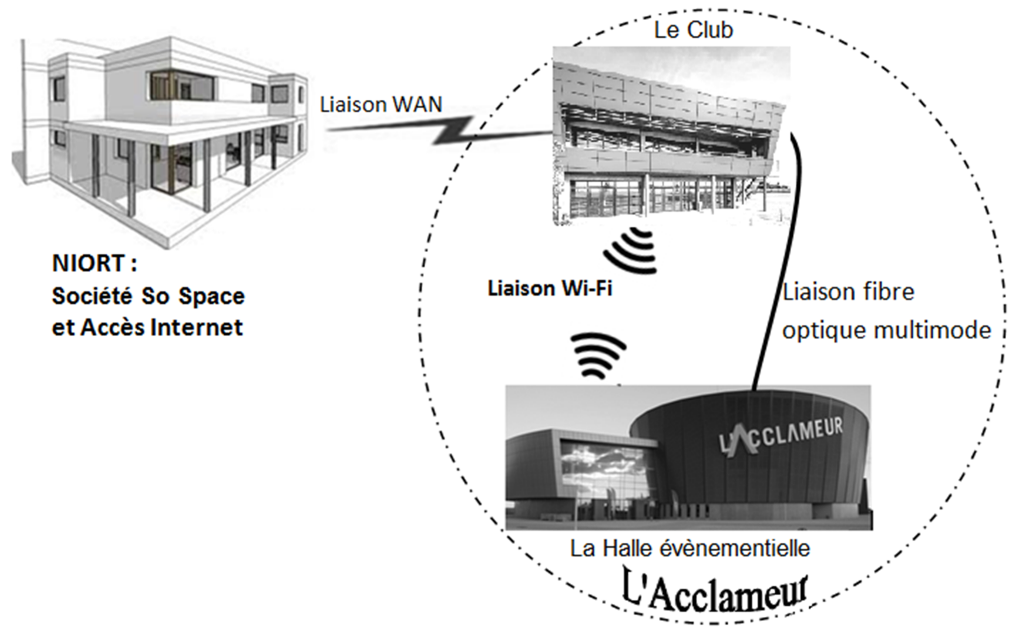 Le Club
Liaison WAN
NIORT :
Société So Space
et Accès Internet
Liaison Wi-Fi
Liaison fibre
optique multimode
L'ACCLAMEUR
La Halle évènementielle
L'Acclameur